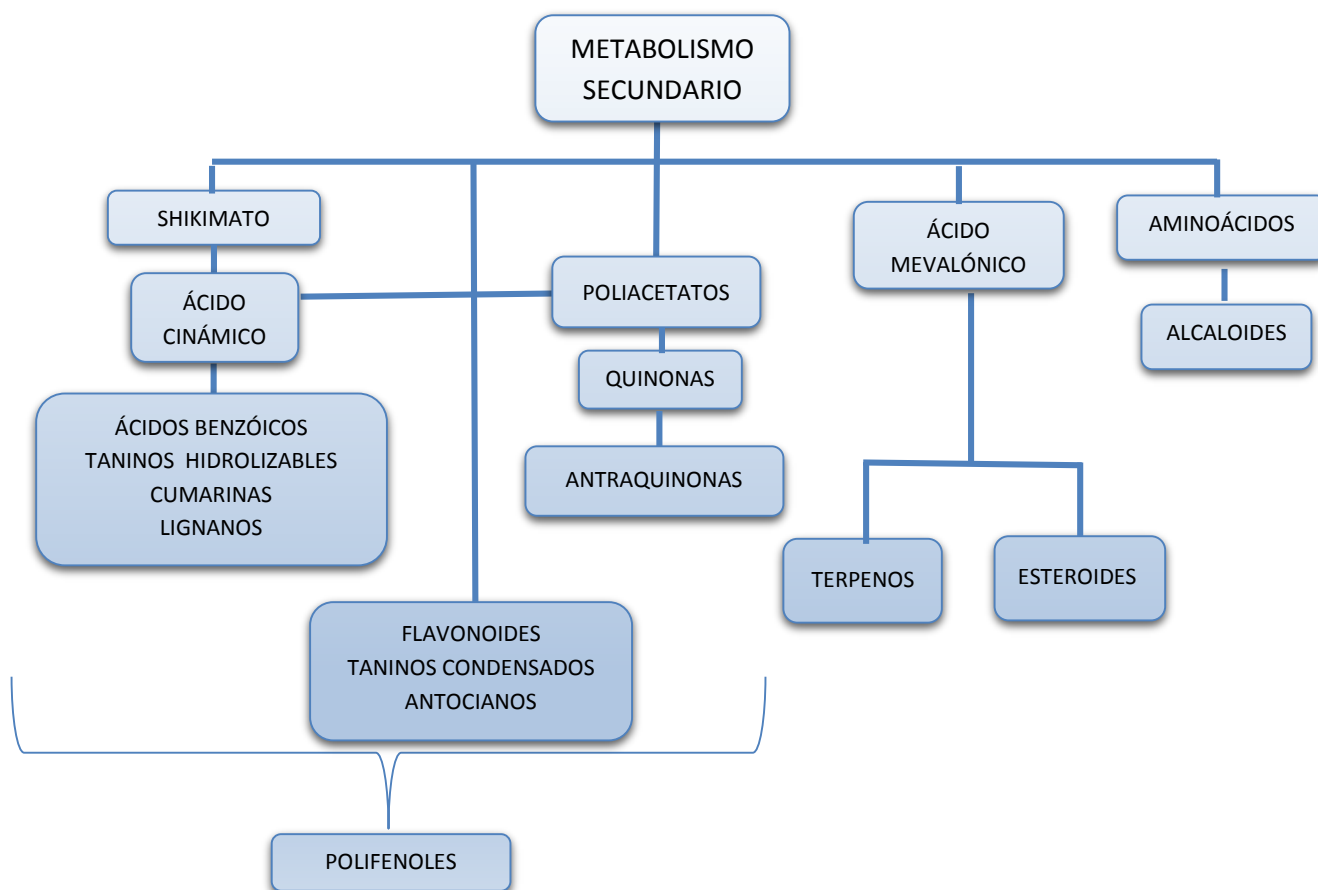 METABOLISMO
SECUNDARIO
SHIKIMATO
ÁCIDO
MEVALÓNICO
AMINOÁCIDOS
ÁCIDO
CINÁMICO
POLIACETATOS
ALCALOIDES
QUINONAS
ÁCIDOS BENZÓICOS
TANINOS HIDROLIZABLES
CUMARINAS
LIGNANOS
ANTRAQUINONAS
TERPENOS
ESTEROIDES
FLAVONOIDES
TANINOS CONDENSADOS
ANTOCIANOS
POLIFENOLES